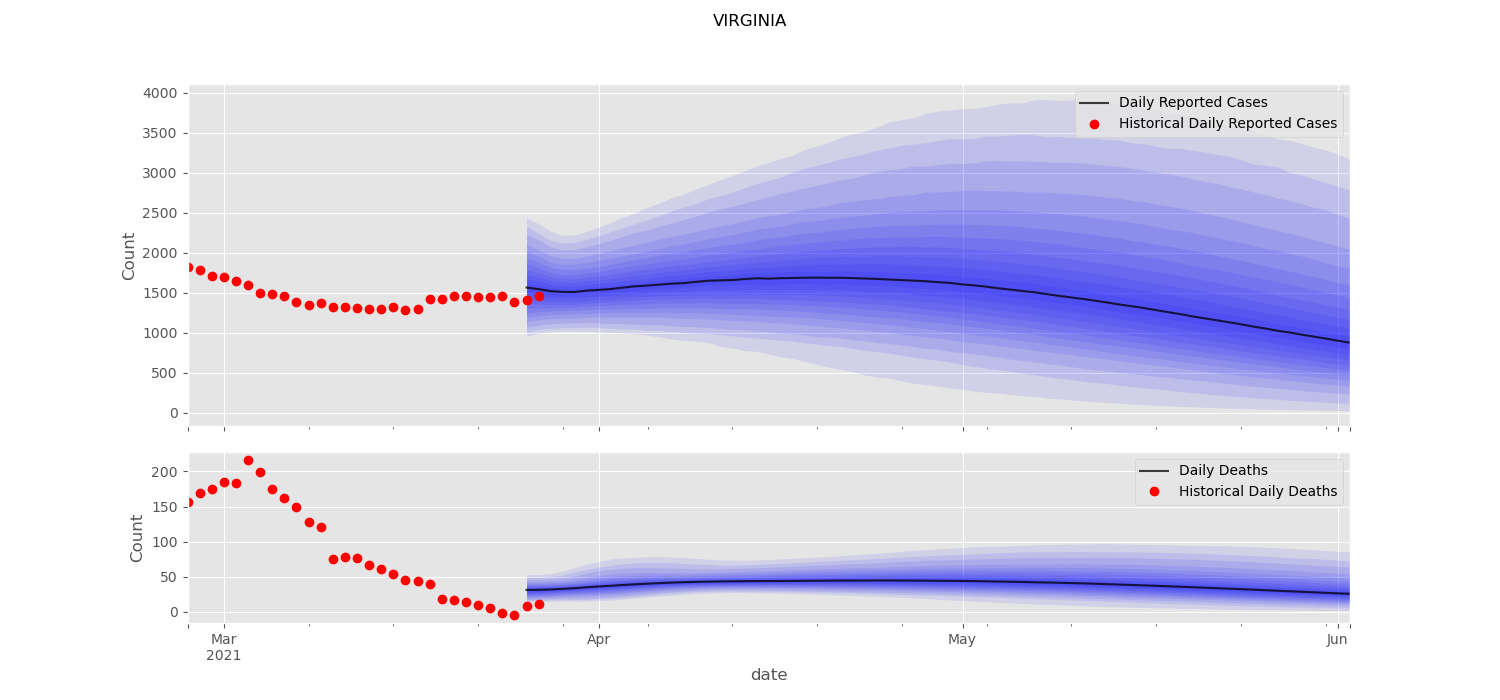 VIRGINIA
4000
3500
3000
2500
2000
1500
1000
500
0
Count
Daily Reported Cases
Historical Daily Reported Cases
200
150
100
50
0
Count
Daily Deaths
Historical Daily Deaths
Mar
2021
Apr
May
Jun
date